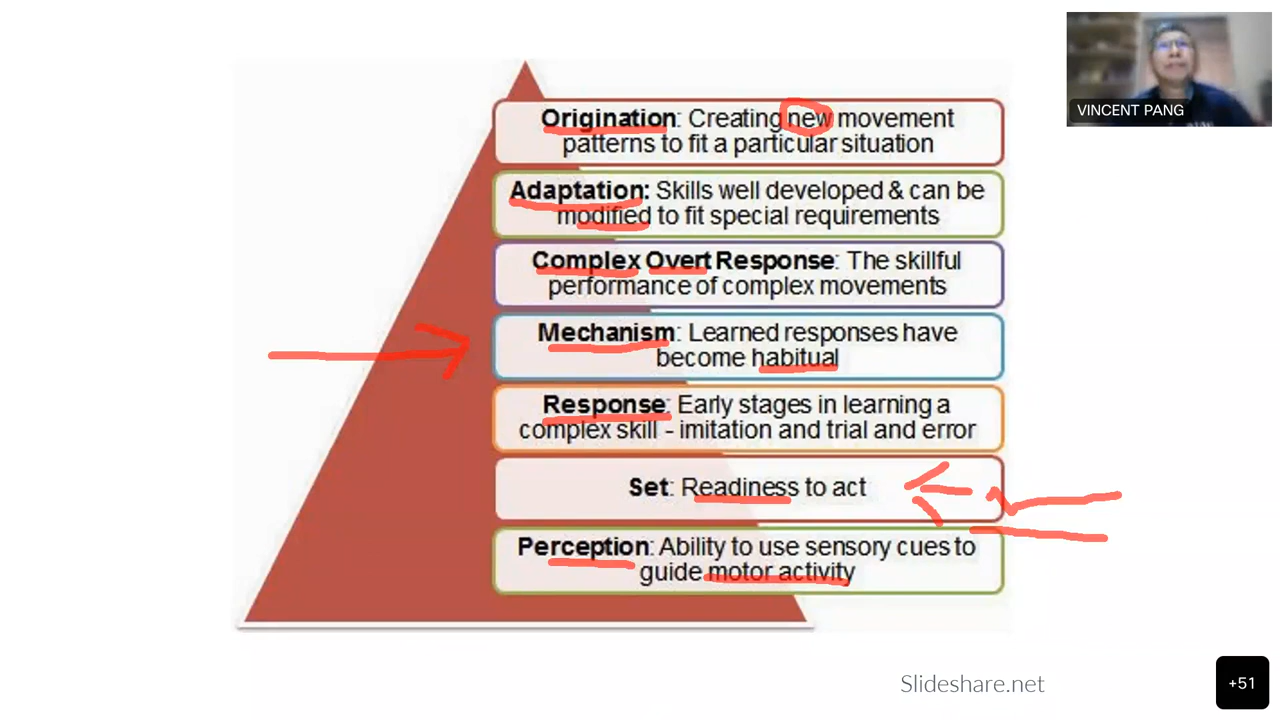 VINCENT PANG
Origination: Creating new movement
patterns to fit a particular situation
Adaptation: Skills well developed & can be
modified to fit special requirements
Complex Overt Response: The skillful
performance of complex movements
Mechanism: Learned responses have
become habitual
Response: Early stages in learning a
complex skill - imitation and trial and error
Set: Readiness to act
Perception: Ability to use sensory cues to
guide motor activity
Slideshare.net
+51